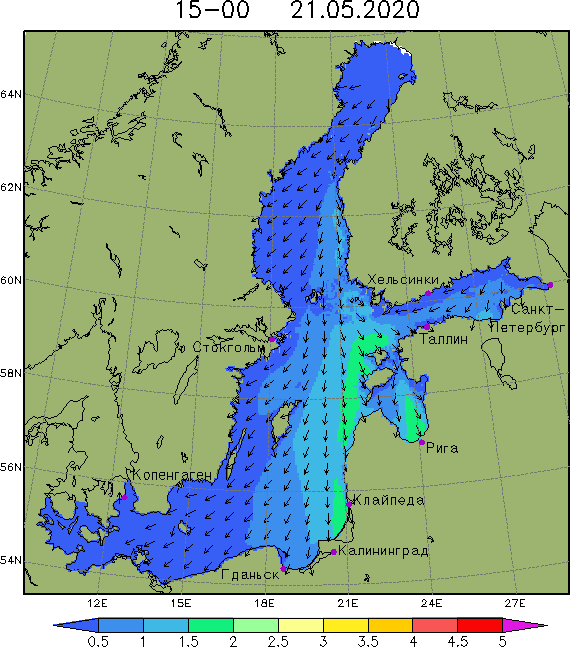 15-00 21.05.2020
64N
62N
60N
58N
56N
54N
Хельсинки
Санкт-
Петербург
Таллин
Стокгольм
Рига
Копенгаген
Клайпеда
Калининград
Гданьск
12E 15E 18E 21E 24E 27E
0.5 1 1.5 2 2.5 3 3.5 4 4.5 5